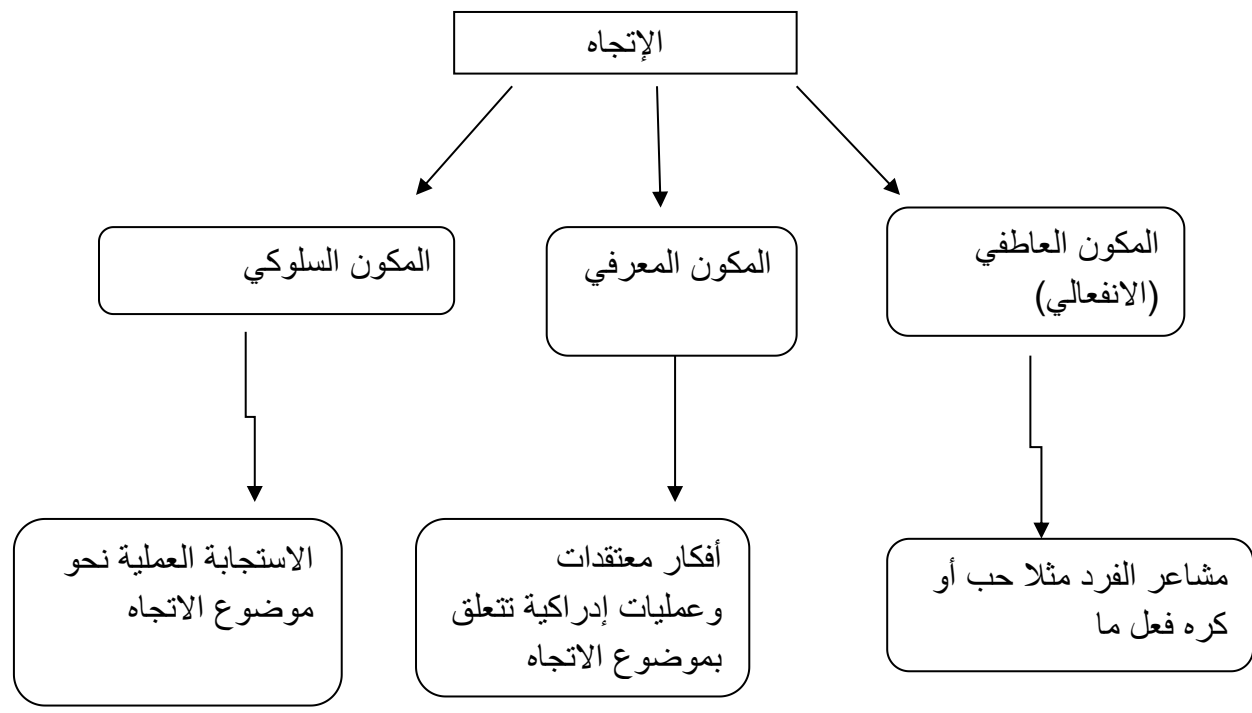 الإتجاه
المكون العاطفي
(الانفعالي)
المكون المعرفي
المكون السلوكي
مشاعر الفرد مثلا حب أو
كره فعل ما
أفكار معتقدات
وعمليات إدراكية تتعلق
بموضوع الاتجاه
الاستجابة العملية نحو
موضوع الاتجاه